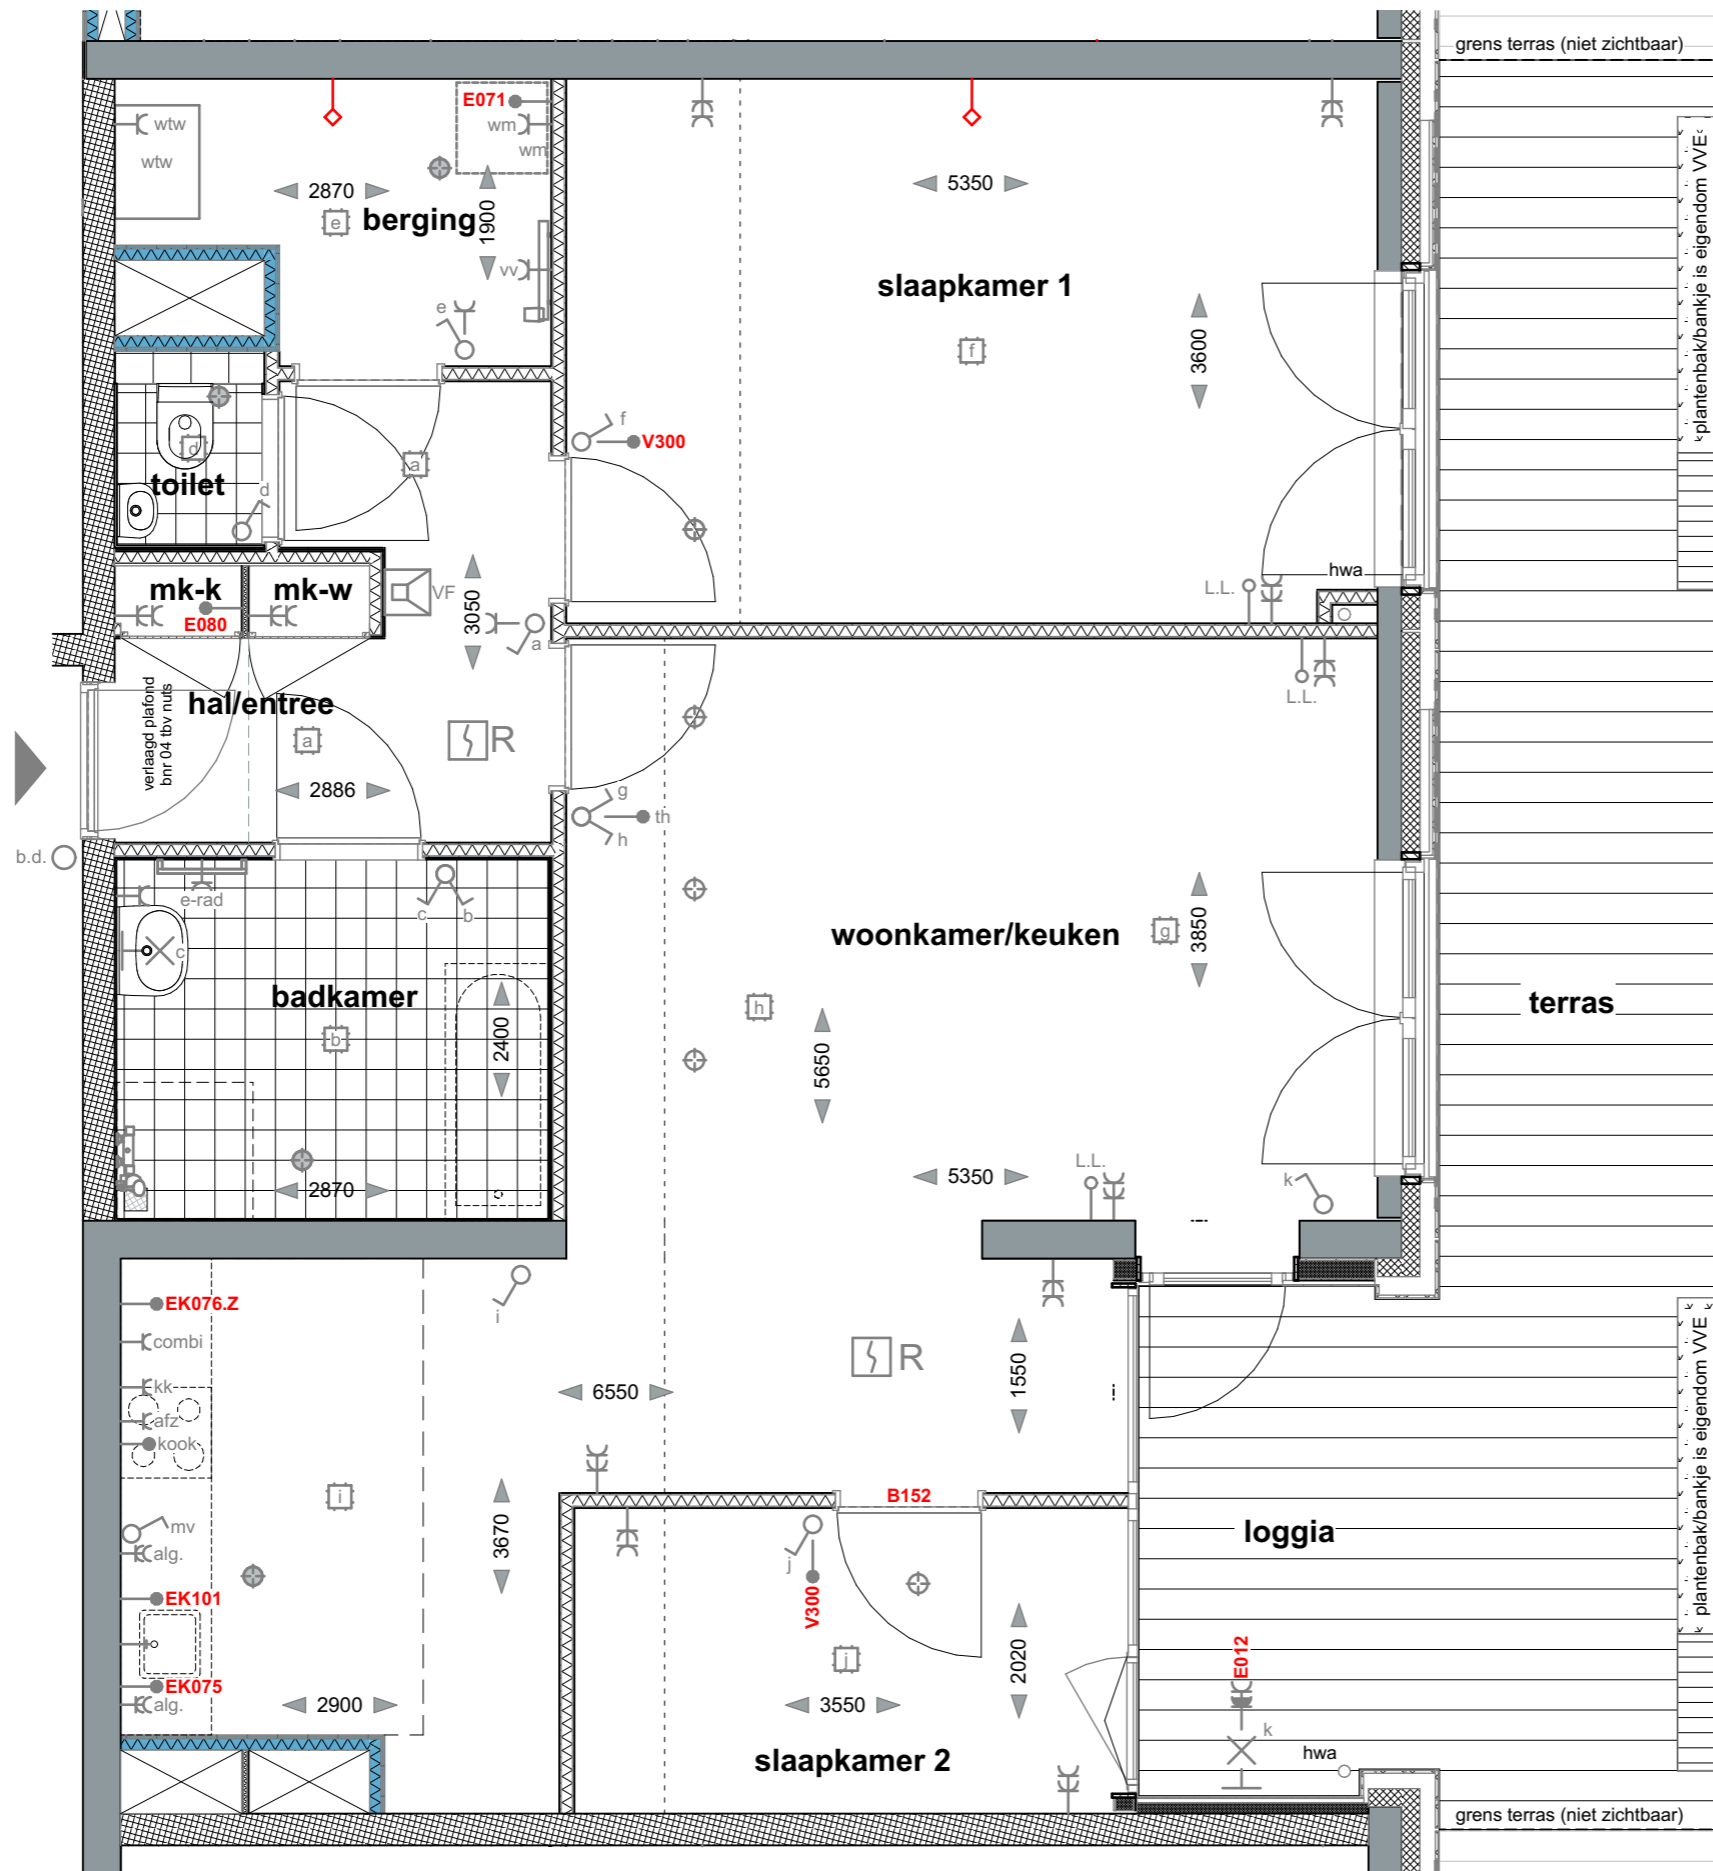 grens terras (niet zichtbaar)
E071
wtw
wm
wtw
wm
plantenbak/bankje is eigendom VVE
2870
5350
e
berging
1900
vv
slaapkamer 1
e
3600
f
f
V300
d
a
toilet
d
hwa
L.L.
mk-k
mk-w
VF
E080
3050
a
L.L.
hal/entree
verlaagd plafond
bnr 04 tbv nuts
a
R
2886
g
th
h
b.d.
e-rad
c
b
c
woonkamer/keuken
g
3850
badkamer
h
terras
b
2400
5650
2870
5350
L.L.
k
EK076.Z
i
combi
R
1550
plantenbak/bankje is eigendom VVE
kk
6550
afz
kook
i
B152
mv
alg.
3670
j
loggia
EK101
V300
j
2020
E012
EK075
alg.
2900
3550
k
slaapkamer 2
hwa
grens terras (niet zichtbaar)